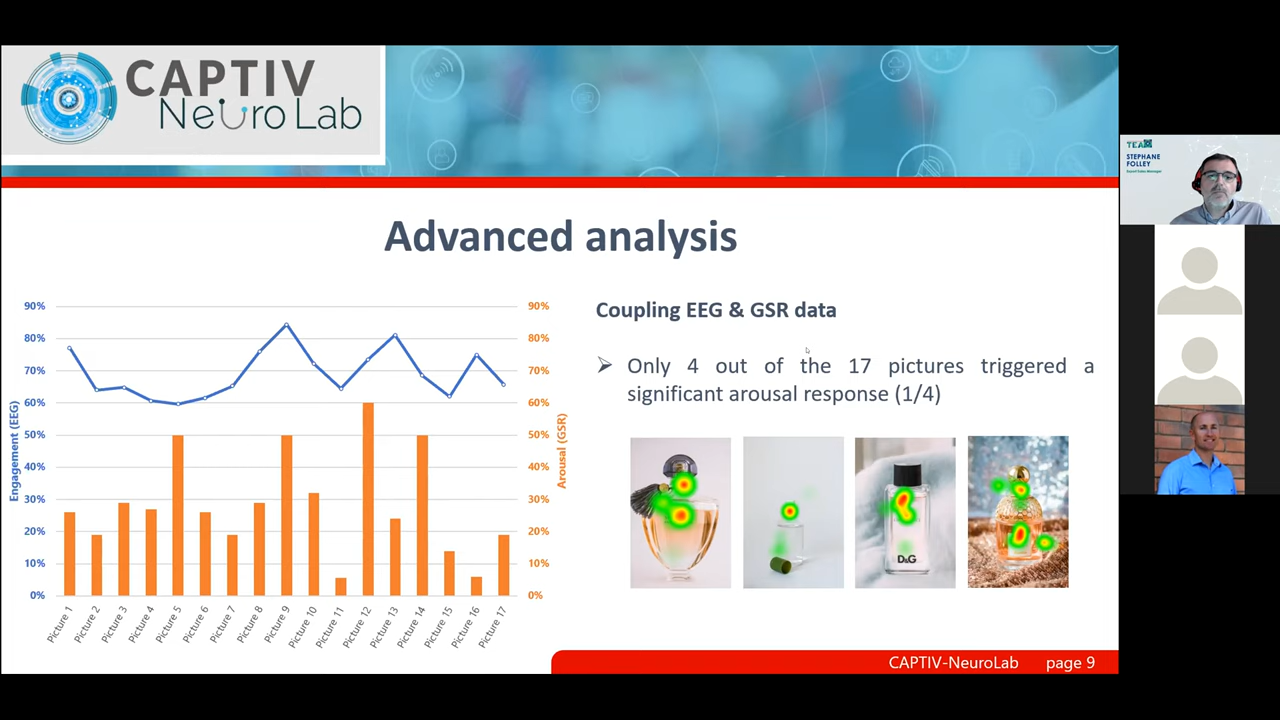 CAPTIV
NeuroLab
Advanced analysis
90%
80%
70%
60%
50%
40%
30%
20%
10%
0%
Engagement (EEG)
90%
80%
70%
60%
50%
40%
30%
20%
10%
0%
Arousal (GSR)
Picture 1
Picture 2
Picture 3
Picture 4
Picture 5
Picture 6
Picture 7
Picture 8
Picture 9
Picture 10
Picture 11
Picture 12
Picture 13
Picture 14
Picture 15
Picture 16
Picture 17
Coupling EEG & GSR data
Only 4 out of the 17 pictures triggered a
significant arousal response (1/4)
D&G
CAPTIV-NeuroLab page 9
TEA
STEPHANE
FOLLEY